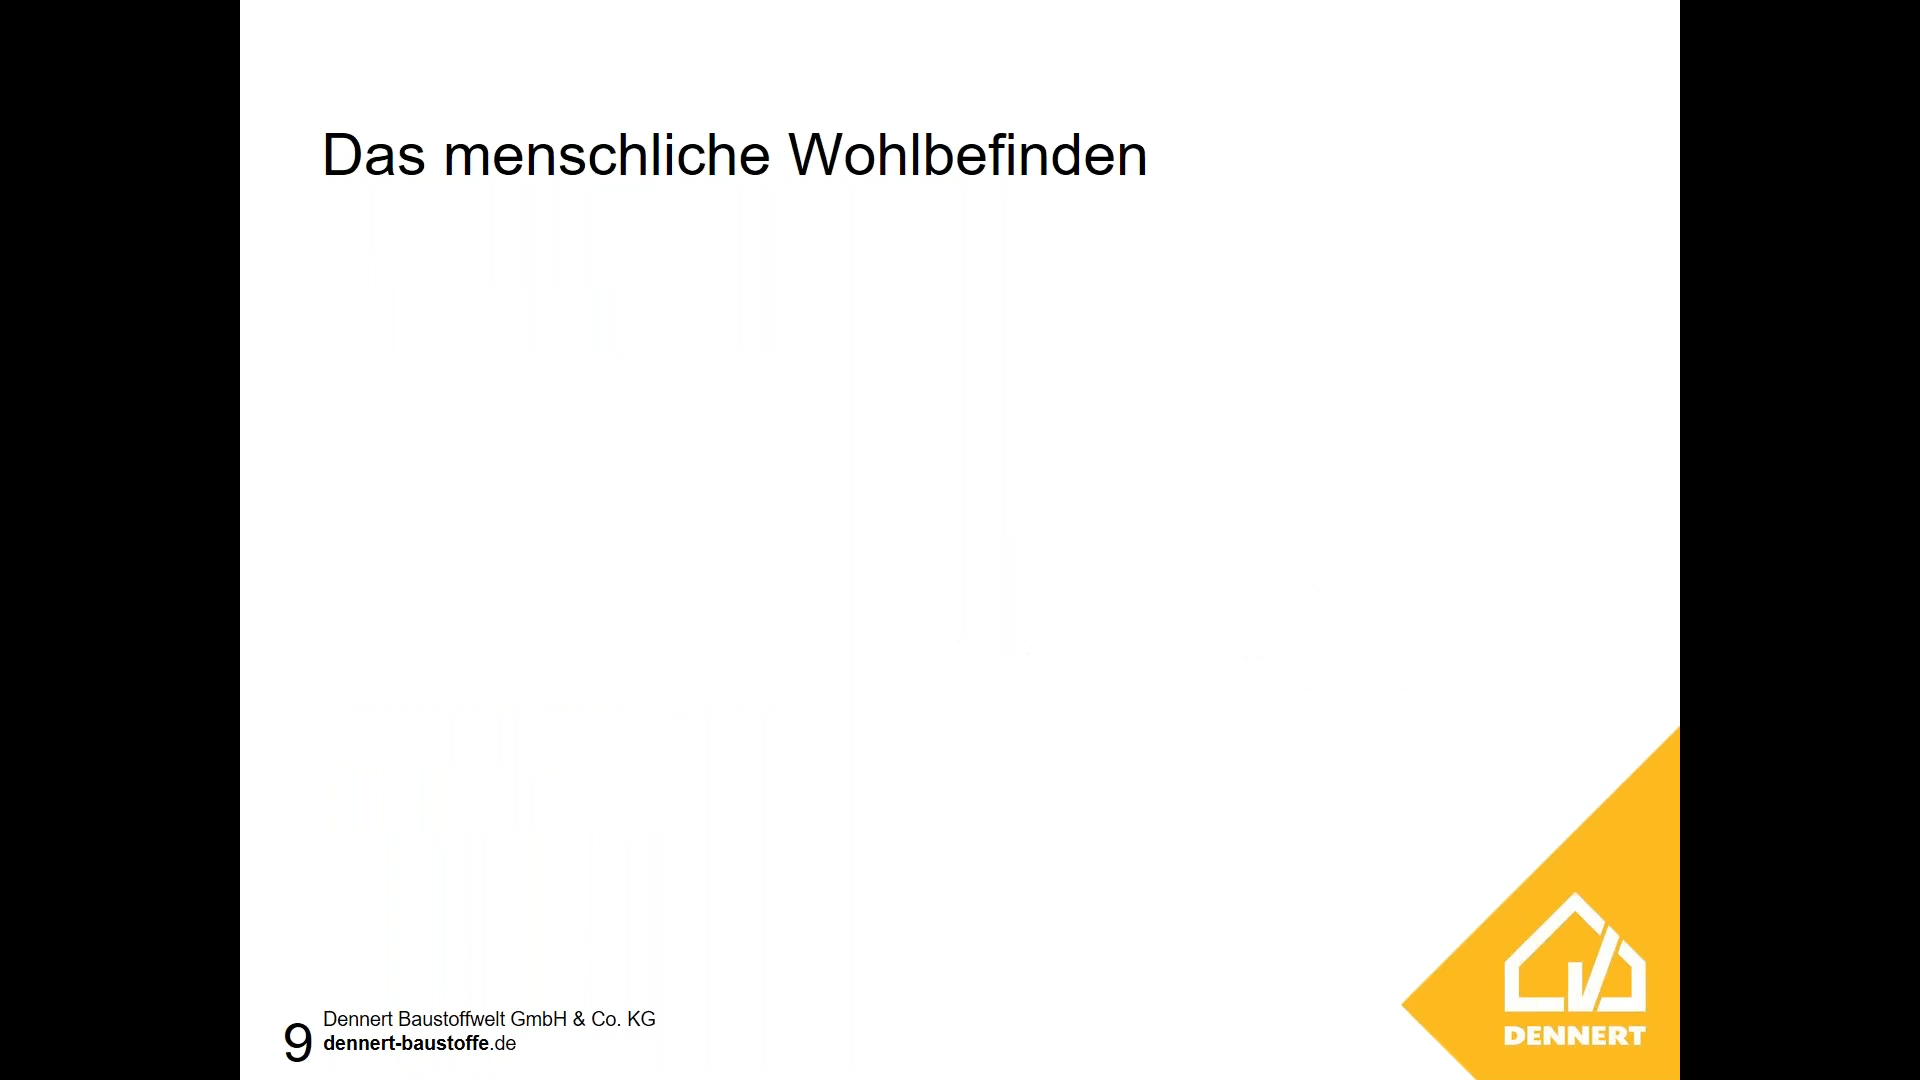 Das menschliche Wohlbefinden
9
Dennert Baustoffwelt GmbH & Co. KG
dennert-baustoffe.de
DENNERT